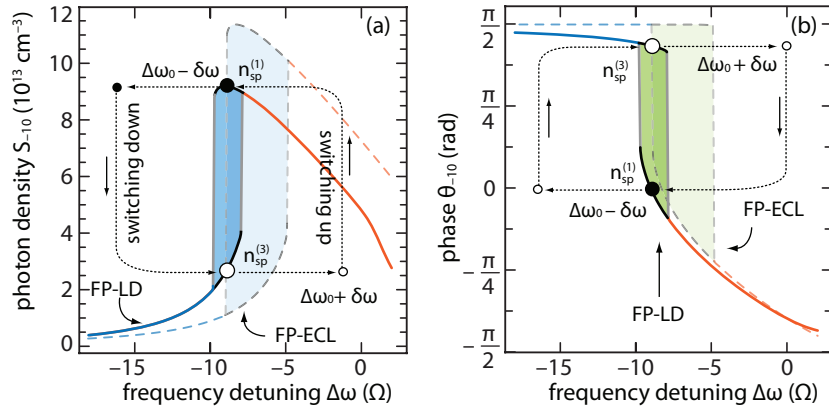 (a)
photon density S₋₁₀ (10¹³ cm⁻³)
12
10
8
6
4
2
0
Δω₀ – δω
n_sp^(1)
switching down
switching up
n_sp^(3)
Δω₀ + δω
FP-LD
FP-ECL
−15
−10
−5
0
frequency detuning Δω (Ω)
(b)
phase θ₋₁₀ (rad)
π/2
π/4
0
−π/4
−π/2
n_sp^(3)
Δω₀ + δω
n_sp^(1)
Δω₀ – δω
FP-ECL
FP-LD
−15
−10
−5
0
frequency detuning Δω (Ω)